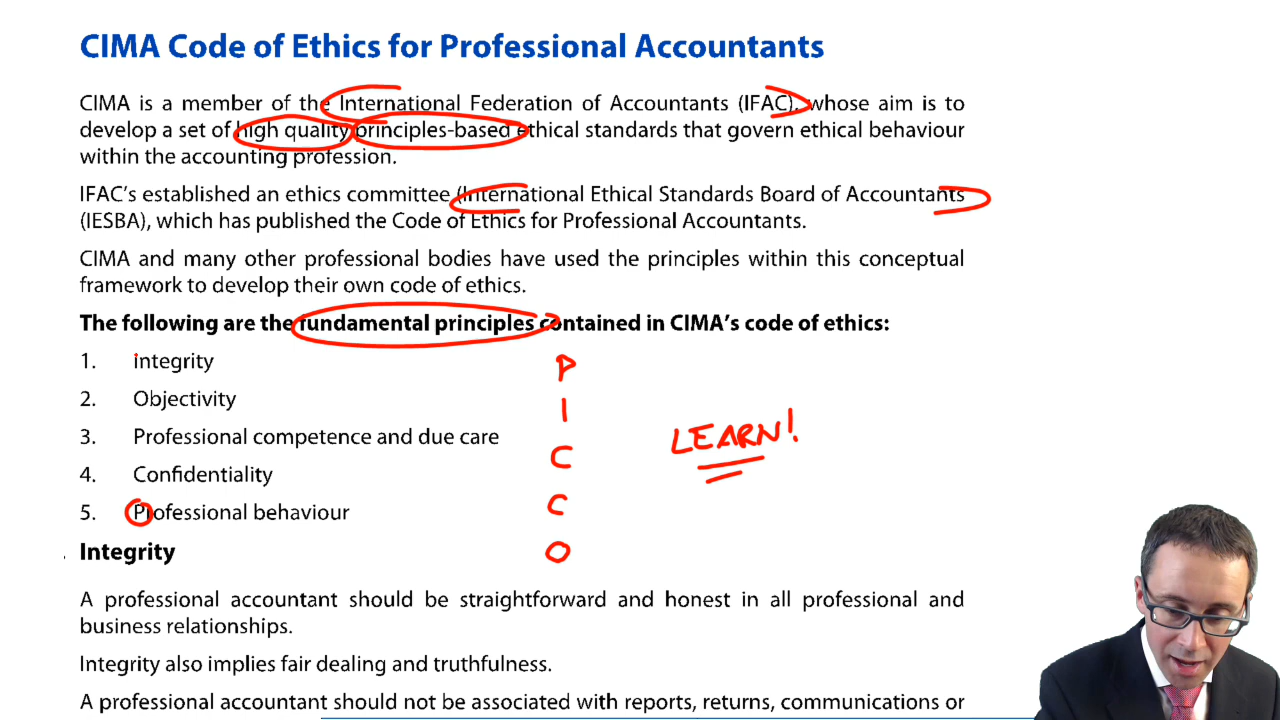 CIMA Code of Ethics for Professional Accountants
CIMA is a member of the International Federation of Accountants (IFAC), whose aim is to
develop a set of high quality principles-based ethical standards that govern ethical behaviour
within the accounting profession.
IFAC's established an ethics committee (International Ethical Standards Board of Accountants
(IESBA), which has published the Code of Ethics for Professional Accountants.
CIMA and many other professional bodies have used the principles within this conceptual
framework to develop their own code of ethics.
The following are the fundamental principles contained in CIMA's code of ethics:
1. Integrity
2. Objectivity
3. Professional competence and due care
4. Confidentiality
5. Professional behaviour
P
I
C
C
O
LEARN!
Integrity
A professional accountant should be straightforward and honest in all professional and
business relationships.
Integrity also implies fair dealing and truthfulness.
A professional accountant should not be associated with reports, returns, communications or